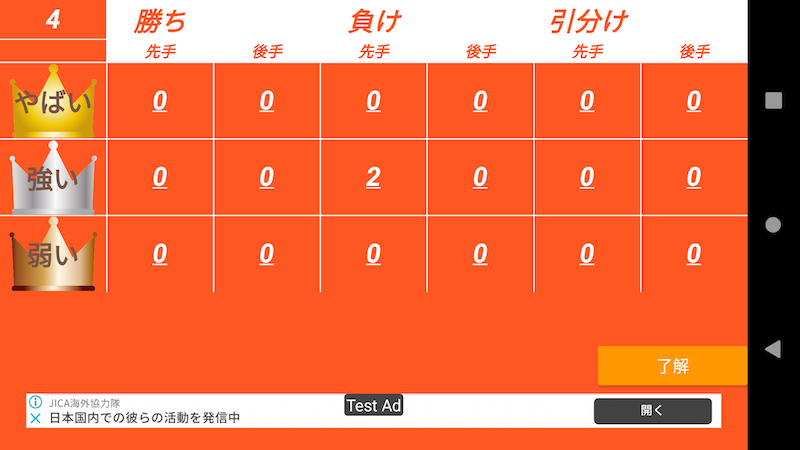 4 勝ち 負け 引分け
先手 後手 先手 後手 先手 後手
やばい 0 0 0 0 0 0
強い 0 0 2 0 0 0
弱い 0 0 0 0 0 0
了解
JICA海外協力隊
日本国内での彼らの活動を発信中
Test Ad
開く